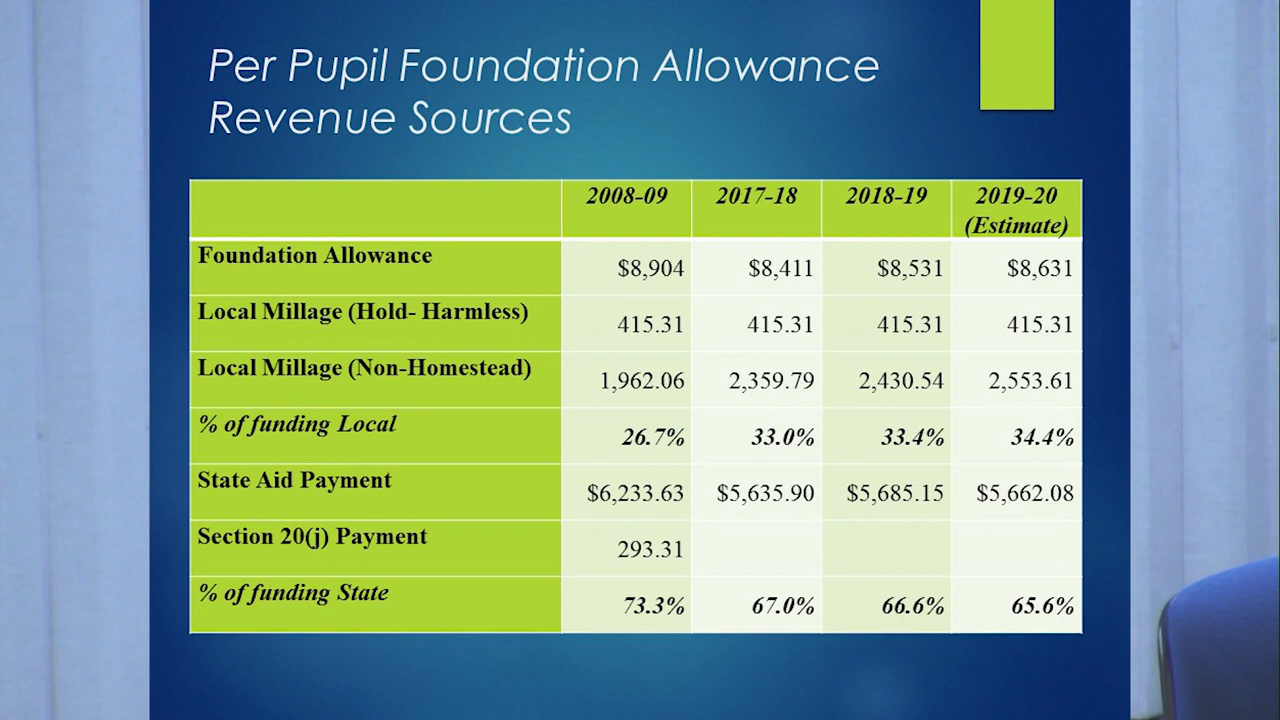 Per Pupil Foundation Allowance
Revenue Sources
2008-09 2017-18 2018-19 2019-20
(Estimate)
Foundation Allowance $8,904 $8,411 $8,531 $8,631
Local Millage (Hold- Harmless) 415.31 415.31 415.31 415.31
Local Millage (Non-Homestead) 1,962.06 2,359.79 2,430.54 2,553.61
% of funding Local 26.7% 33.0% 33.4% 34.4%
State Aid Payment $6,233.63 $5,635.90 $5,685.15 $5,662.08
Section 20(j) Payment 293.31
% of funding State 73.3% 67.0% 66.6% 65.6%